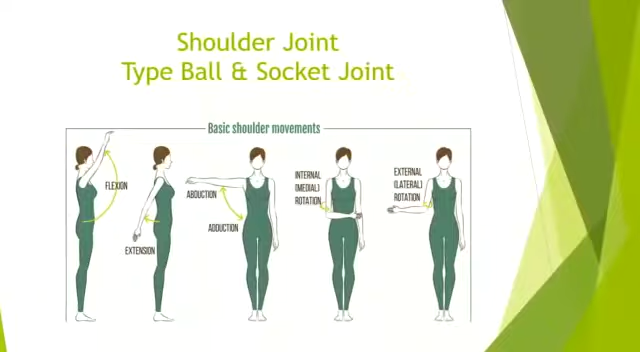 Shoulder Joint
Type Ball & Socket Joint
Basic shoulder movements
FLEXION
EXTENSION
ABDUCTION
ADDUCTION
INTERNAL
(MEDIAL)
ROTATION
EXTERNAL
(LATERAL)
ROTATION